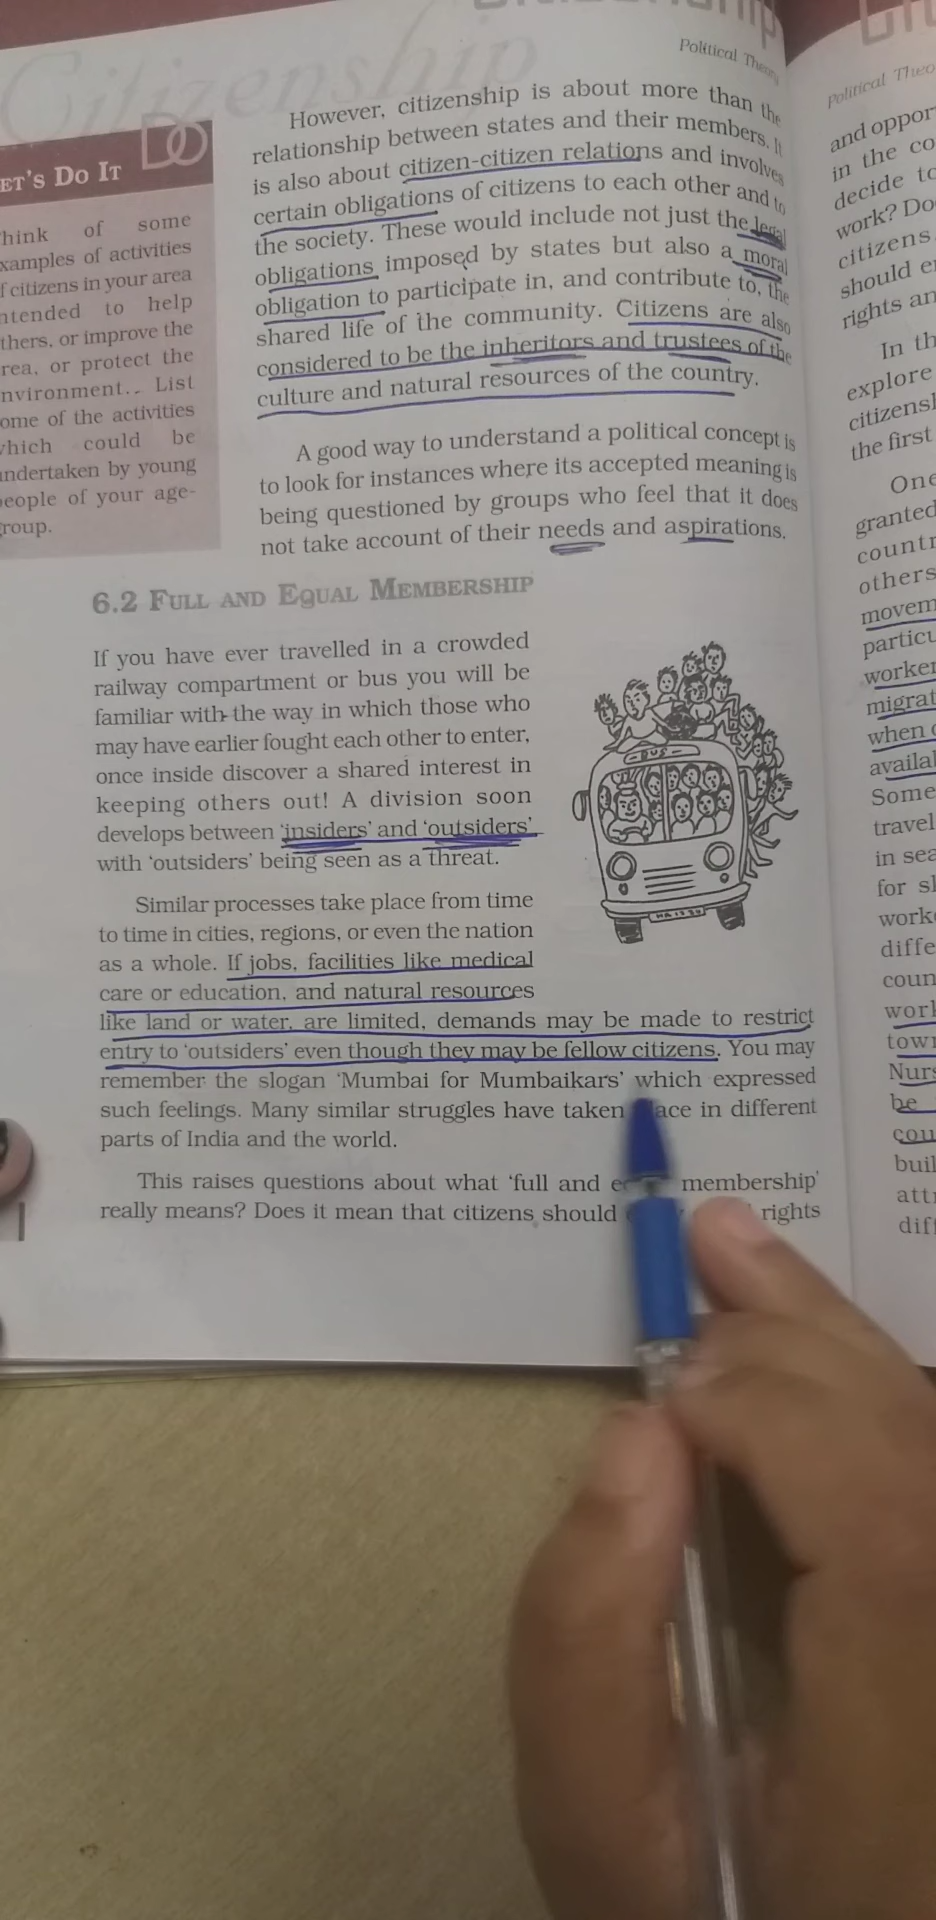 Citizenship
Political Theory
ET'S DO IT
DO
hink of some
xamples of activities
f citizens in your area
ntended to help
thers, or improve the
rea, or protect the
nvironment.. List
ome of the activities
hich could be
ndertaken by young
eople of your age-
roup.
However, citizenship is about more than the
relationship between states and their members. It
is also about citizen-citizen relations and involves
certain obligations of citizens to each other and to
the society. These would include not just the legal
obligations imposed by states but also a moral
obligation to participate in, and contribute to, the
shared life of the community. Citizens are also
considered to be the inheritors and trustees of the
culture and natural resources of the country.
A good way to understand a political concept is
to look for instances where its accepted meaning is
being questioned by groups who feel that it does
not take account of their needs and aspirations.
6.2 FULL AND EQUAL MEMBERSHIP
If you have ever travelled in a crowded
railway compartment or bus you will be
familiar with the way in which those who
may have earlier fought each other to enter,
once inside discover a shared interest in
keeping others out! A division soon
develops between 'insiders' and 'outsiders'
with 'outsiders' being seen as a threat.
BUS
Similar processes take place from time
to time in cities, regions, or even the nation
as a whole. If jobs, facilities like medical
care or education, and natural resources
like land or water, are limited, demands may be made to restrict
entry to 'outsiders' even though they may be fellow citizens. You may
remember the slogan 'Mumbai for Mumbaikars' which expressed
such feelings. Many similar struggles have taken ace in different
parts of India and the world.
This raises questions about what 'full and e membership'
really means? Does it mean that citizens should rights
Political Theo
and oppor
in the co
decide to
work? Do
citizens
should e
rights an
In th
explore
citizens
the first
One
granted
countr
others
movem
particu
worker
migrat
when
availa
Some
travel
in sea
for sl
work
diffe
coun
work
town
Nurs
be
cou
buil
att
diff